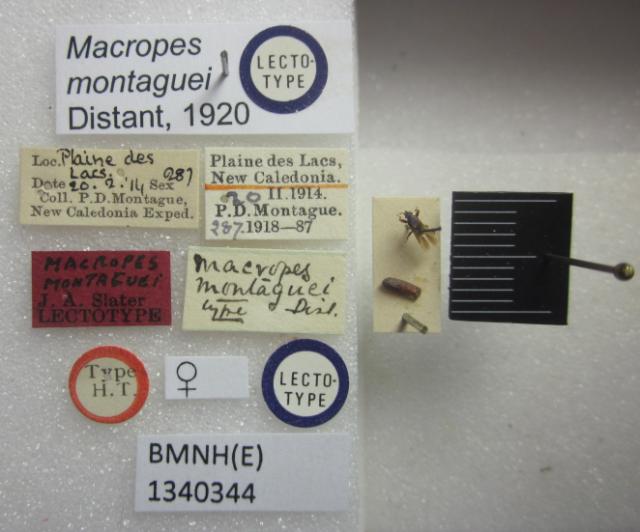 Macropes
montaguei
Distant, 1920
LECTO-
TYPE
Loc. Plaine des
Lacs.
287
Date 20. 2. '14 Sex
Coll. P.D. Montague,
New Caledonia Exped.
Plaine des Lacs,
New Caledonia.
20 II.1914.
P.D. Montague.
287. 1918—87
MACROPES
MONTAGUEI
J. A. Slater
LECTOTYPE
Macropes
montaguei
type Dist.
Type
H.T.
♀
LECTO-
TYPE
BMNH(E)
1340344